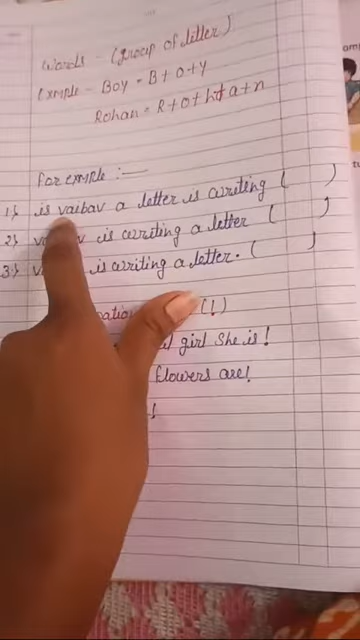 Words - (group of letter)
Exmple - Boy = B + o + y
Rohan = R + o + h + a + n
For exmple :-
1) is vaibav a letter is writing ( )
2) is writing a letter ( )
3) is writing a letter. ( )
(!)
girl She is!
flowers are!
!